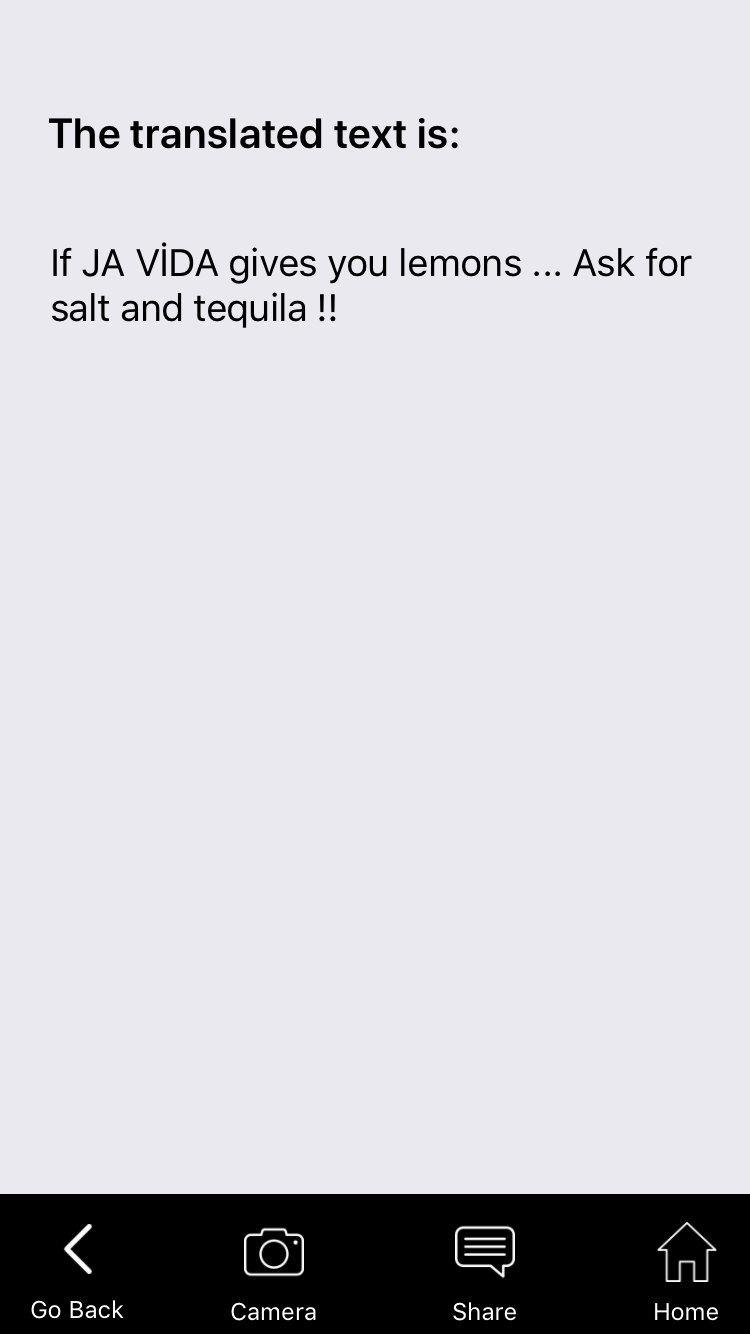 The translated text is:
If JA VİDA gives you lemons ... Ask for
salt and tequila !!
Go Back
Camera
Share
Home